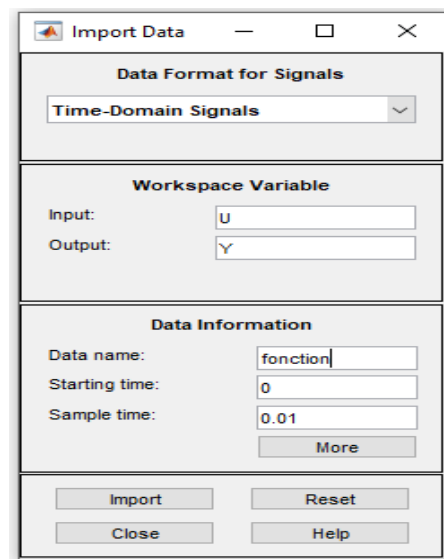 Import Data
Data Format for Signals
Time-Domain Signals
Workspace Variable
Input: U
Output: Y
Data Information
Data name: fonction
Starting time: 0
Sample time: 0.01
More
Import Reset
Close Help